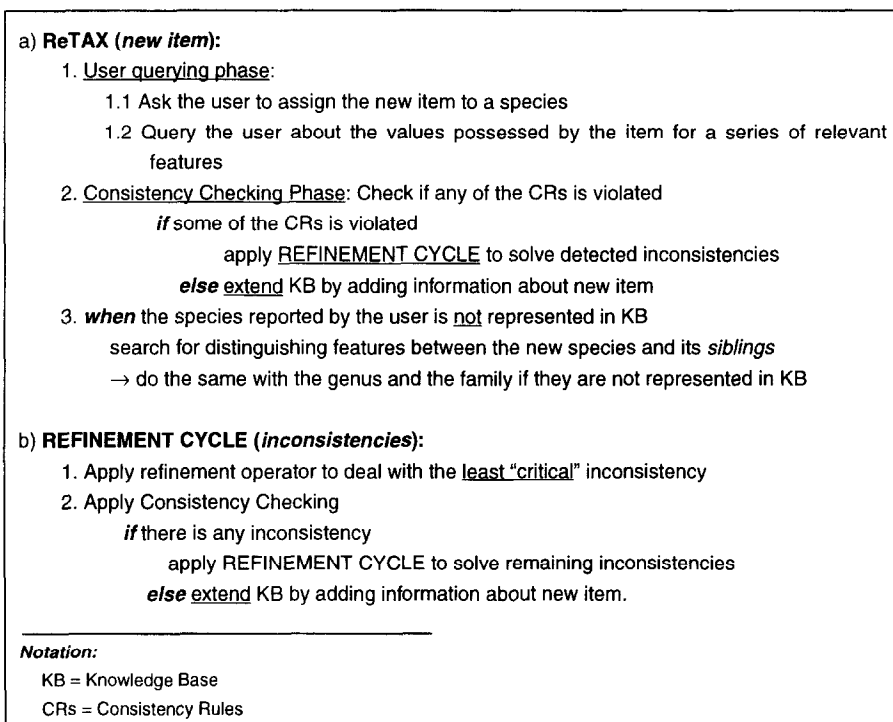 a) ReTAX (new item):
1. User querying phase:
1.1 Ask the user to assign the new item to a species
1.2 Query the user about the values possessed by the item for a series of relevant
features
2. Consistency Checking Phase: Check if any of the CRs is violated
if some of the CRs is violated
apply REFINEMENT CYCLE to solve detected inconsistencies
else extend KB by adding information about new item
3. when the species reported by the user is not represented in KB
search for distinguishing features between the new species and its siblings
→ do the same with the genus and the family if they are not represented in KB
b) REFINEMENT CYCLE (inconsistencies):
1. Apply refinement operator to deal with the least "critical" inconsistency
2. Apply Consistency Checking
if there is any inconsistency
apply REFINEMENT CYCLE to solve remaining inconsistencies
else extend KB by adding information about new item.
Notation:
KB = Knowledge Base
CRs = Consistency Rules